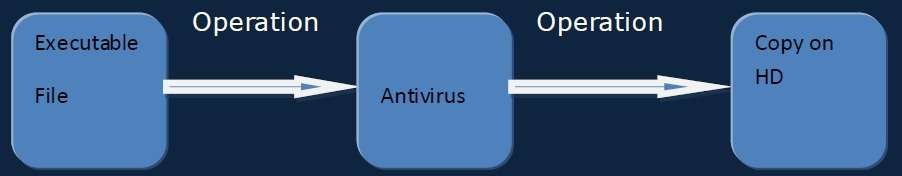 Executable
File
Operation
Antivirus
Operation
Copy on
HD